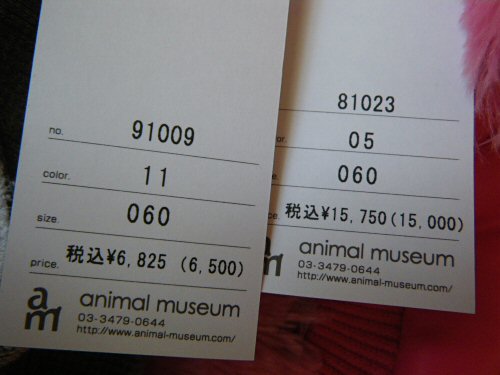 no. 91009
color. 11
size. 060
price. 税込¥6,825 (6,500)
am
animal museum
03-3479-0644
http://www.animal-museum.com/
81023
or. 05
060
e. 税込¥15,750(15,000)
animal museum
03-3479-0644
http://www.animal-museum.com/